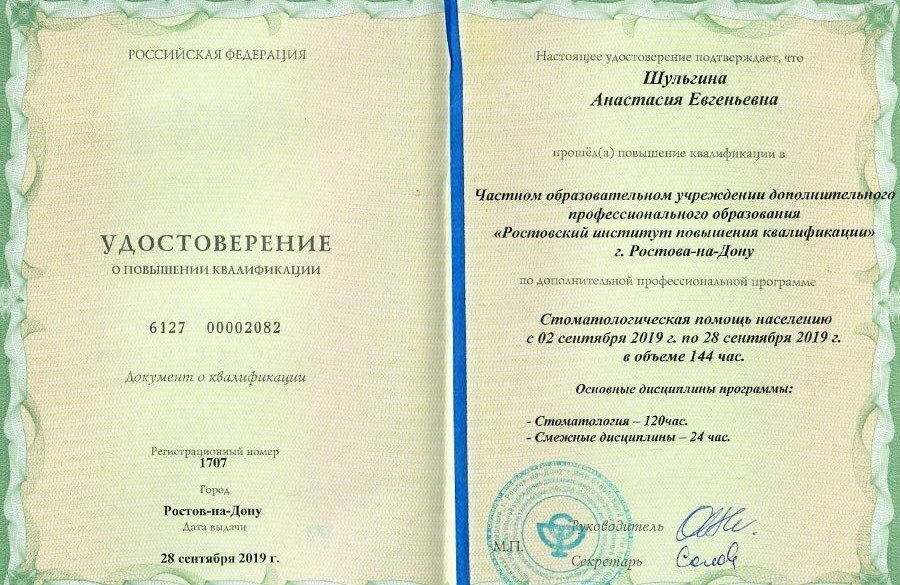 РОССИЙСКАЯ ФЕДЕРАЦИЯ
УДОСТОВЕРЕНИЕ
О ПОВЫШЕНИИ КВАЛИФИКАЦИИ
6127 00002082
Документ о квалификации
Регистрационный номер
1707
Город
Ростов-на-Дону
Дата выдачи
28 сентября 2019 г.
Настоящее удостоверение подтверждает, что
Шульгина
Анастасия Евгеньевна
прошёл(а) повышение квалификации в
Частном образовательном учреждении дополнительного
профессионального образования
«Ростовский институт повышения квалификации»
г. Ростова-на-Дону
по дополнительной профессиональной программе
Стоматологическая помощь населению
с 02 сентября 2019 г. по 28 сентября 2019 г.
в объеме 144 час.
Основные дисциплины программы:
- Стоматология – 120час.
- Смежные дисциплины – 24 час.
Руководитель
М.П.
Секретарь